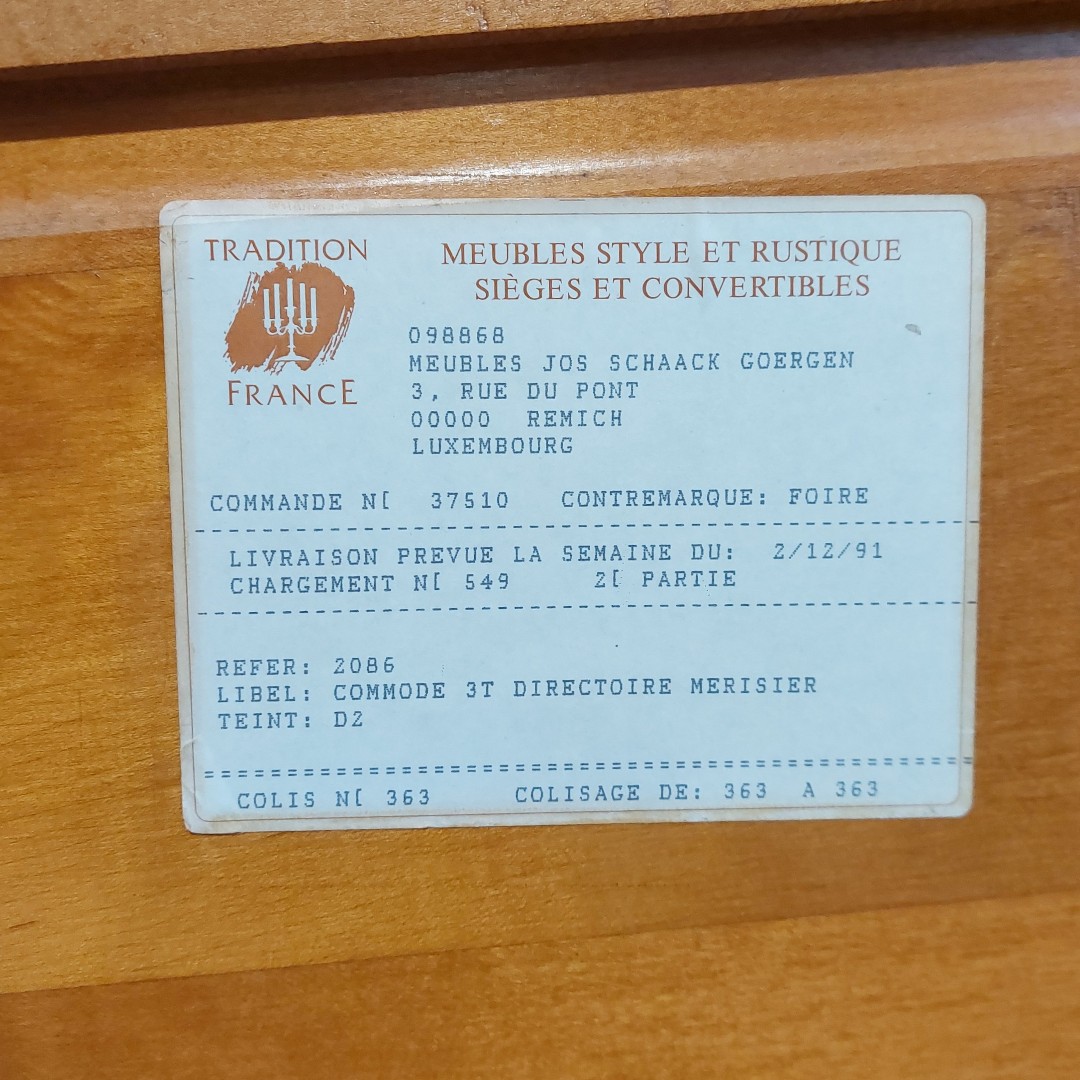 TRADITION
FRANCE
MEUBLES STYLE ET RUSTIQUE
SIÈGES ET CONVERTIBLES
098868
MEUBLES JOS SCHAACK GOERGEN
3, RUE DU PONT
00000 REMICH
LUXEMBOURG
COMMANDE N[ 37510 CONTREMARQUE: FOIRE
LIVRAISON PREVUE LA SEMAINE DU: 2/12/91
CHARGEMENT N[ 549 2[ PARTIE
REFER: 2086
LIBEL: COMMODE 3T DIRECTOIRE MERISIER
TEINT: D2
COLIS N[ 363 COLISAGE DE: 363 A 363